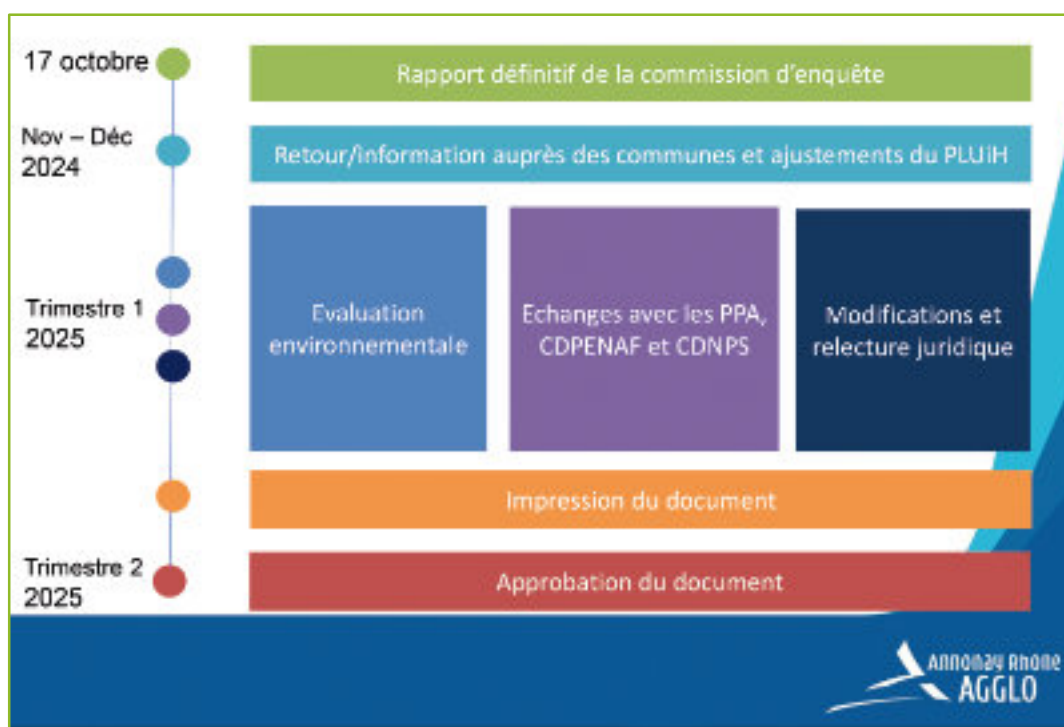 17 octobre
Rapport définitif de la commission d'enquête
Nov – Déc
2024
Retour/information auprès des communes et ajustements du PLUiH
Trimestre 1
2025
Evaluation
environnementale
Echanges avec les PPA,
CDPENAF et CDNPS
Modifications et
relecture juridique
Impression du document
Trimestre 2
2025
Approbation du document
Annonay Rhône
AGGLO